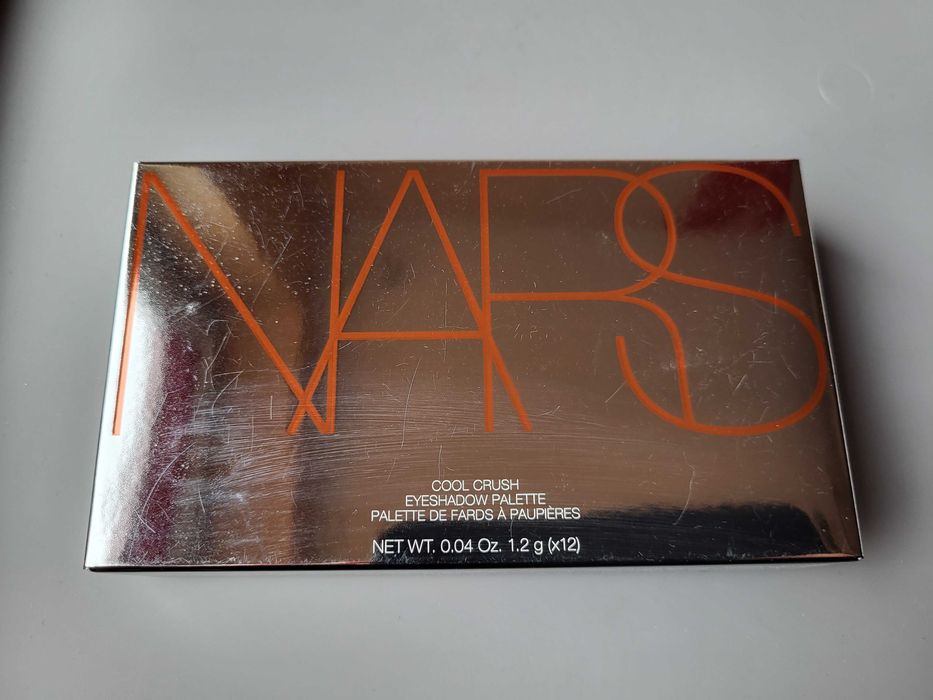 NARS
COOL CRUSH
EYESHADOW PALETTE
PALETTE DE FARDS À PAUPIÈRES
NET WT. 0.04 Oz. 1.2 g (x12)